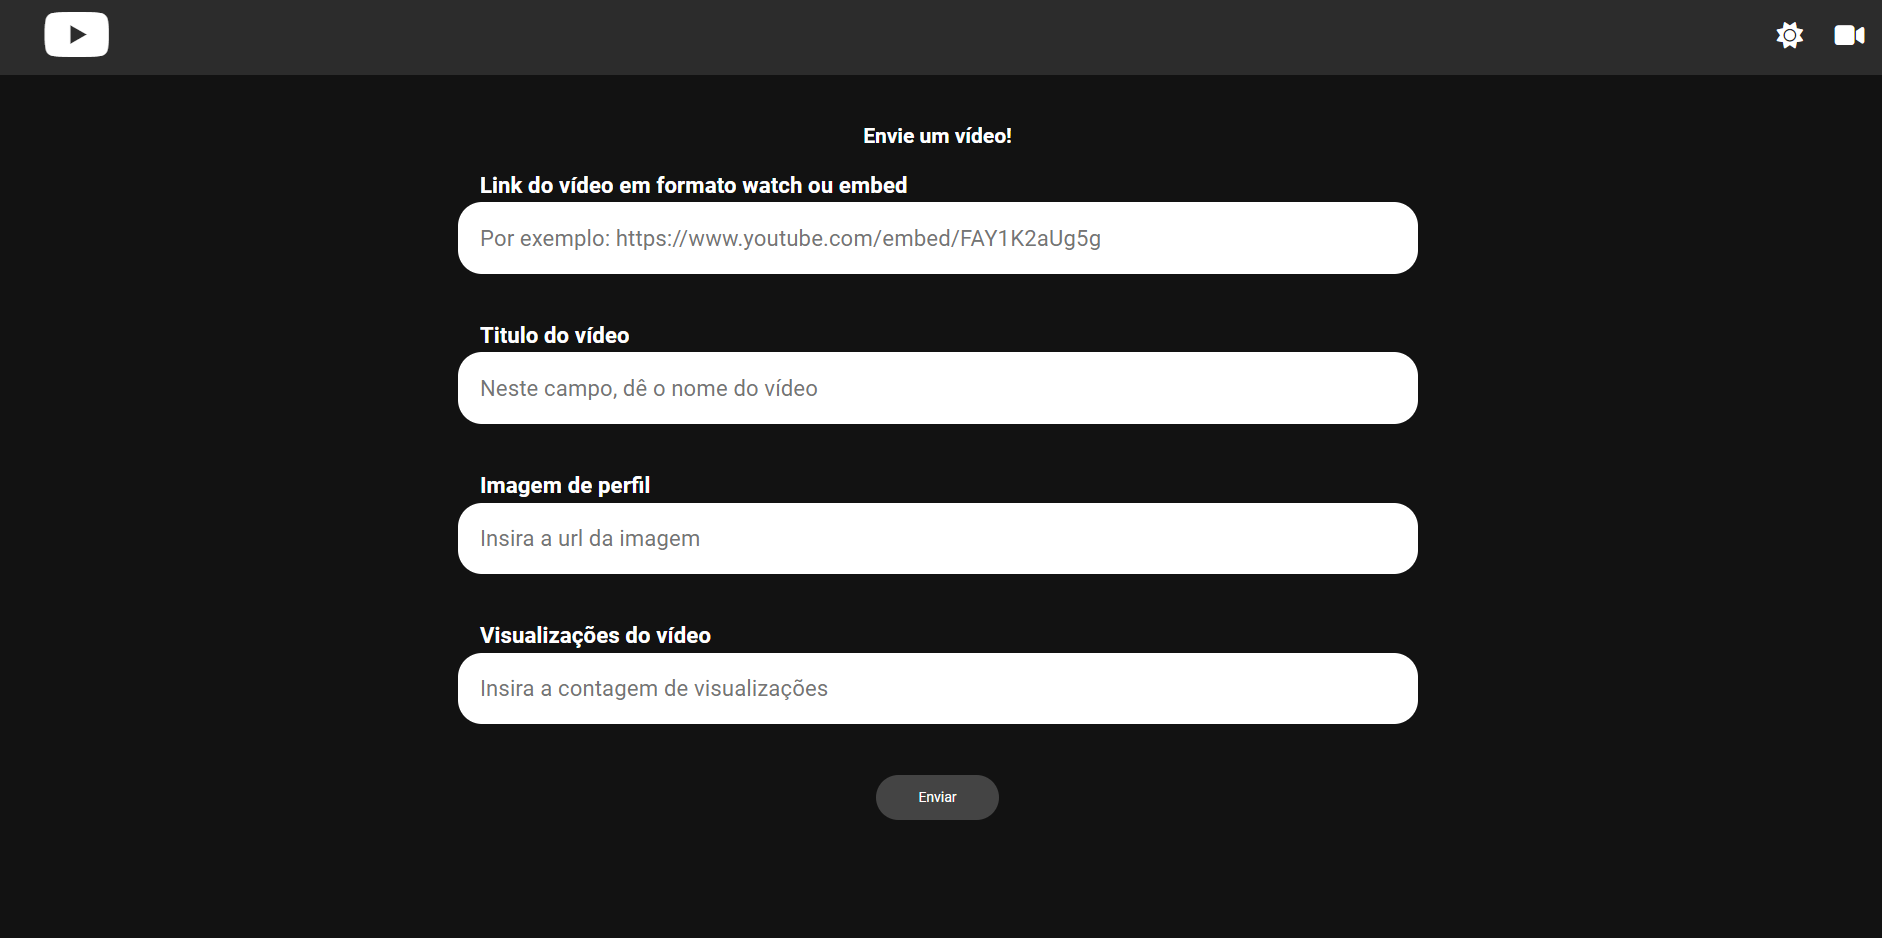 Envie um vídeo!
Link do vídeo em formato watch ou embed
Por exemplo: https://www.youtube.com/embed/FAY1K2aUg5g
Titulo do vídeo
Neste campo, dê o nome do vídeo
Imagem de perfil
Insira a url da imagem
Visualizações do vídeo
Insira a contagem de visualizações
Enviar